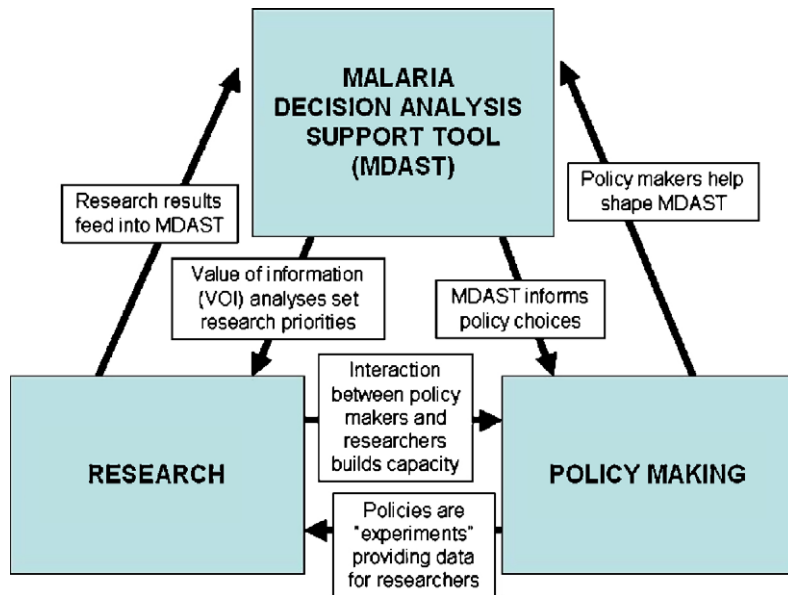 MALARIA
DECISION ANALYSIS
SUPPORT TOOL
(MDAST)
Research results
feed into MDAST
Policy makers help
shape MDAST
Value of information
(VOI) analyses set
research priorities
MDAST informs
policy choices
Interaction
between policy
makers and
researchers
builds capacity
RESEARCH
POLICY MAKING
Policies are
"experiments"
providing data
for researchers